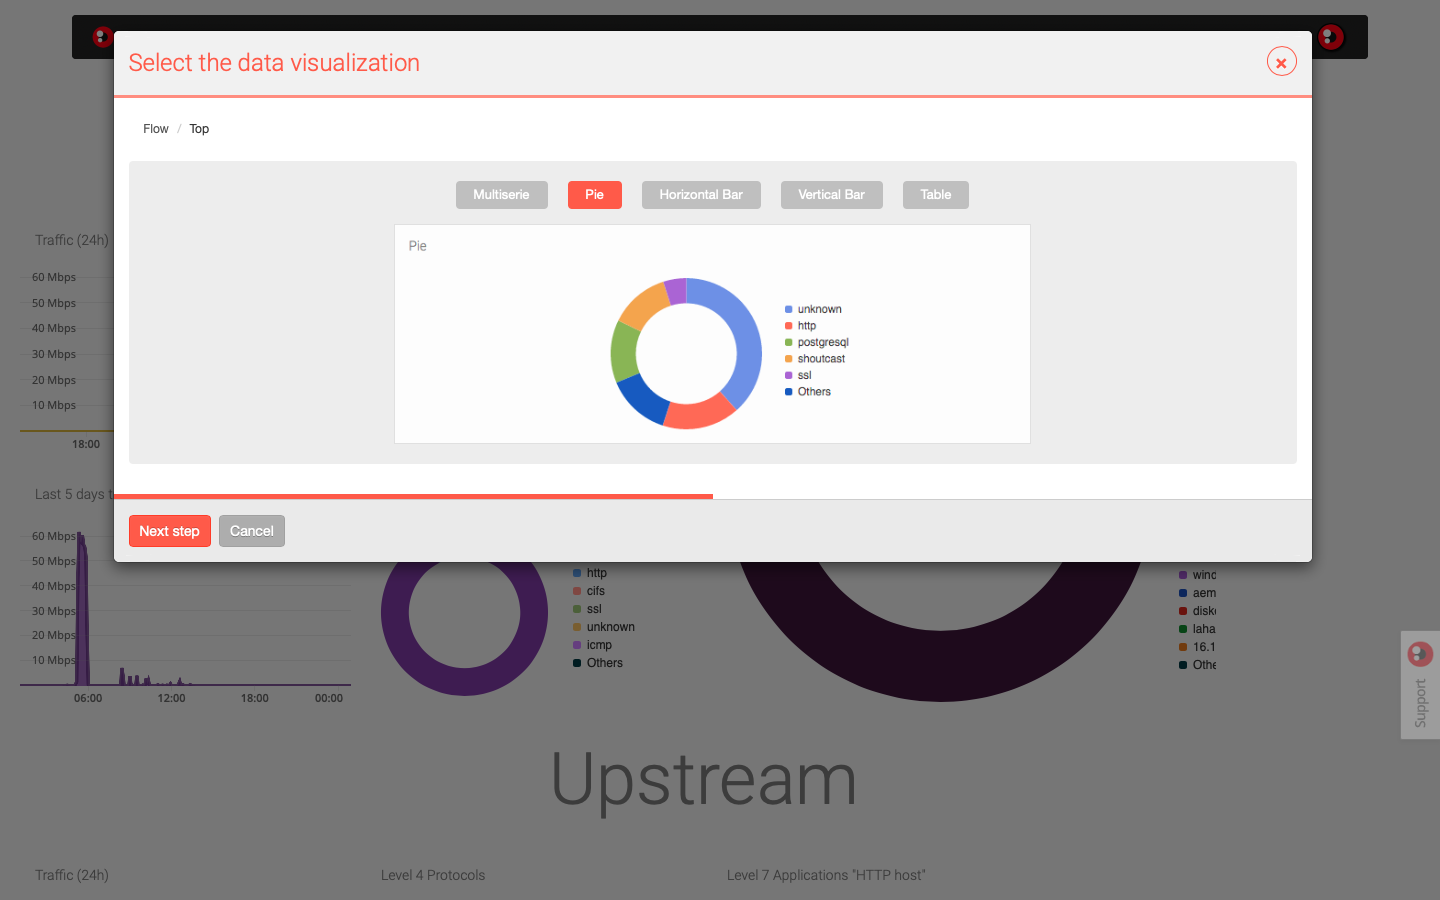 Select the data visualization
Flow / Top
Multiserie
Pie
Horizontal Bar
Vertical Bar
Table
Pie
unknown
http
postgresql
shoutcast
ssl
Others
Next step
Cancel
Traffic (24h)
60 Mbps
50 Mbps
40 Mbps
30 Mbps
20 Mbps
10 Mbps
18:00
Last 5 days t
60 Mbps
50 Mbps
40 Mbps
30 Mbps
20 Mbps
10 Mbps
06:00 12:00 18:00 00:00
http
cifs
ssl
unknown
icmp
Others
wind
aem
disk
laha
16.1
Othe
Support
Upstream
Traffic (24h)
Level 4 Protocols
Level 7 Applications "HTTP host"